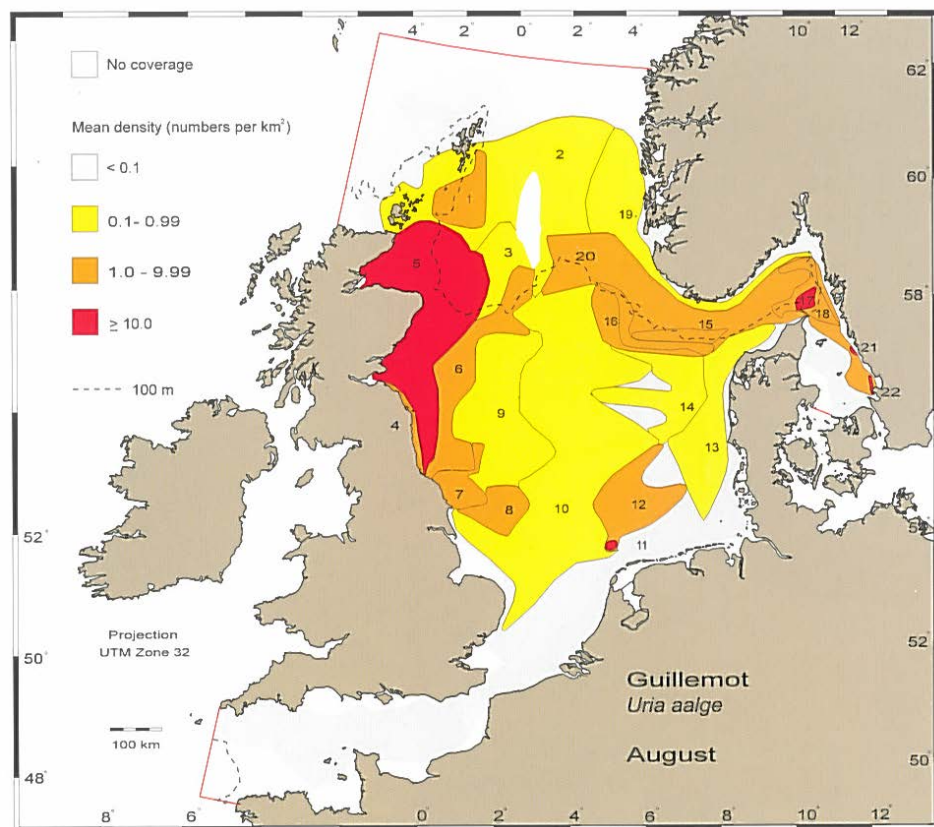 4° 2° 0° 2° 4° 10° 12°
No coverage
Mean density (numbers per km²)
< 0.1
0.1- 0.99
1.0 - 9.99
≥ 10.0
100 m
62°
60°
58°
52°
52°
50°
50°
48°
1
2
3
4
5
6
7
8
9
10
11
12
13
14
15
16
17
18
19
20
21
22
Projection
UTM Zone 32
100 km
Guillemot
Uria aalge
August
8° 6° 0° 2° 4° 6° 8° 10° 12°